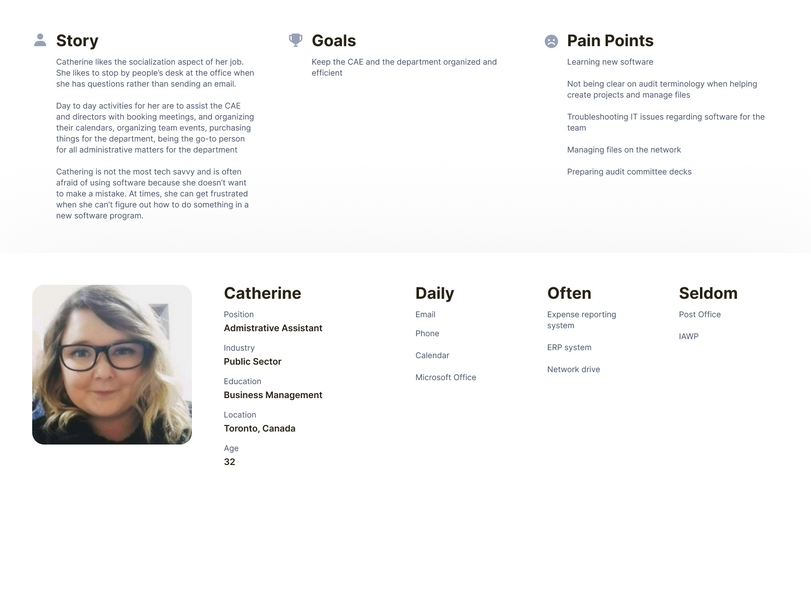 Story
Catherine likes the socialization aspect of her job.
She likes to stop by people's desk at the office when
she has questions rather than sending an email.
Day to day activities for her are to assist the CAE
and directors with booking meetings, and organizing
their calendars, organizing team events, purchasing
things for the department, being the go-to person
for all administrative matters for the department
Cathering is not the most tech savvy and is often
afraid of using software because she doesn't want
to make a mistake. At times, she can get frustrated
when she can't figure out how to do something in a
new software program.
Goals
Keep the CAE and the department organized and
efficient
Pain Points
Learning new software
Not being clear on audit terminology when helping
create projects and manage files
Troubleshooting IT issues regarding software for the
team
Managing files on the network
Preparing audit committee decks
Catherine
Position
Admistrative Assistant
Industry
Public Sector
Education
Business Management
Location
Toronto, Canada
Age
32
Daily
Email
Phone
Calendar
Microsoft Office
Often
Expense reporting
system
ERP system
Network drive
Seldom
Post Office
IAWP